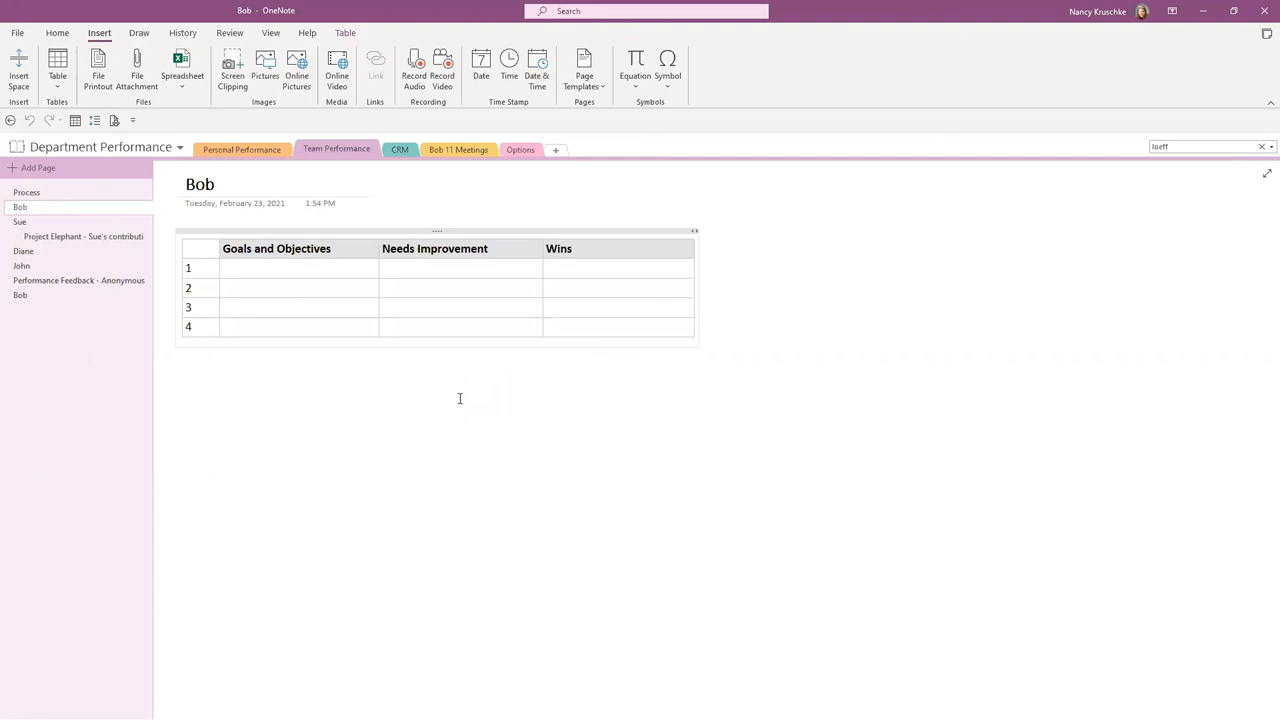 Bob - OneNote
Search
Nancy Kruschke
File Home Insert Draw History Review View Help Table
Insert Space
Table
File Printout
File Attachment
Spreadsheet
Screen Clipping
Pictures
Online Pictures
Online Video
Link
Record Audio
Record Video
Date
Time
Date & Time
Page Templates
Equation
Symbol
Insert Tables Files Images Media Links Recording Time Stamp Pages Symbols
Department Performance
Personal Performance Team Performance CRM Bob 11 Meetings Options +
loeff
+ Add Page
Process
Bob
Sue
Project Elephant - Sue's contributi
Diane
John
Performance Feedback - Anonymous
Bob
Bob
Tuesday, February 23, 2021 1:54 PM
Goals and Objectives Needs Improvement Wins
1
2
3
4